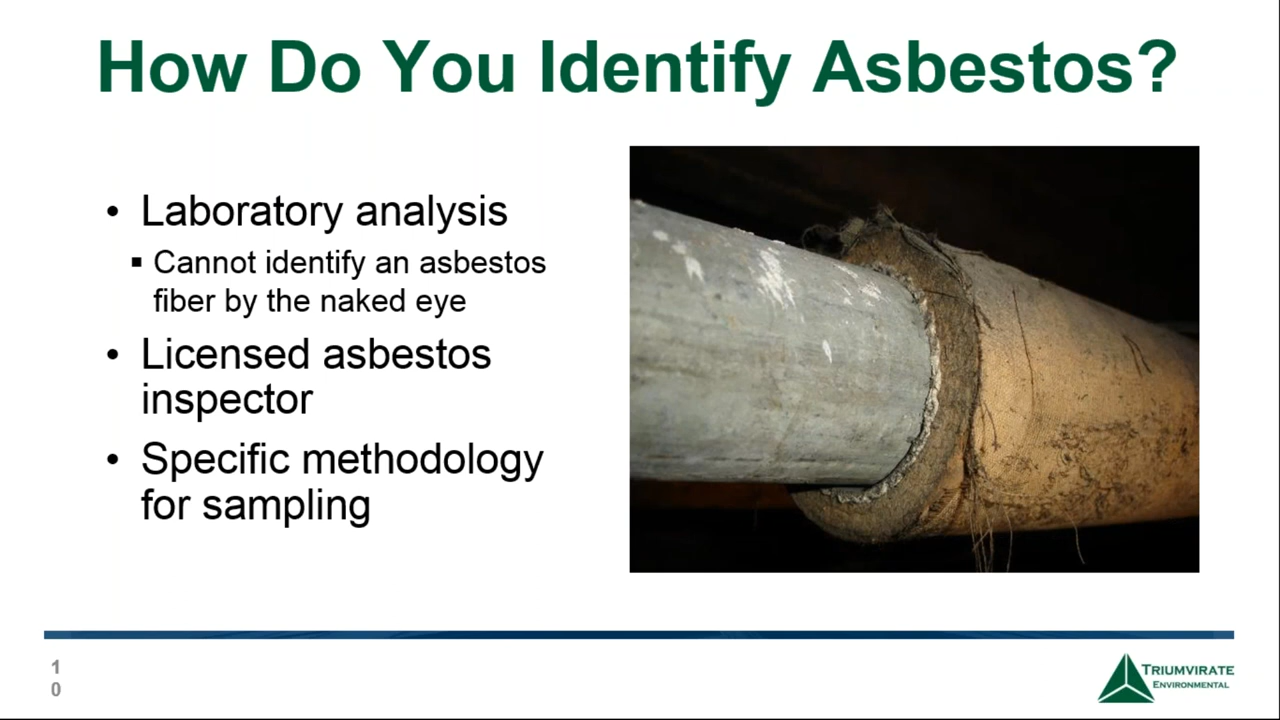 How Do You Identify Asbestos?
• Laboratory analysis
▪ Cannot identify an asbestos
fiber by the naked eye
• Licensed asbestos
inspector
• Specific methodology
for sampling
1
0
TRIUMVIRATE
ENVIRONMENTAL